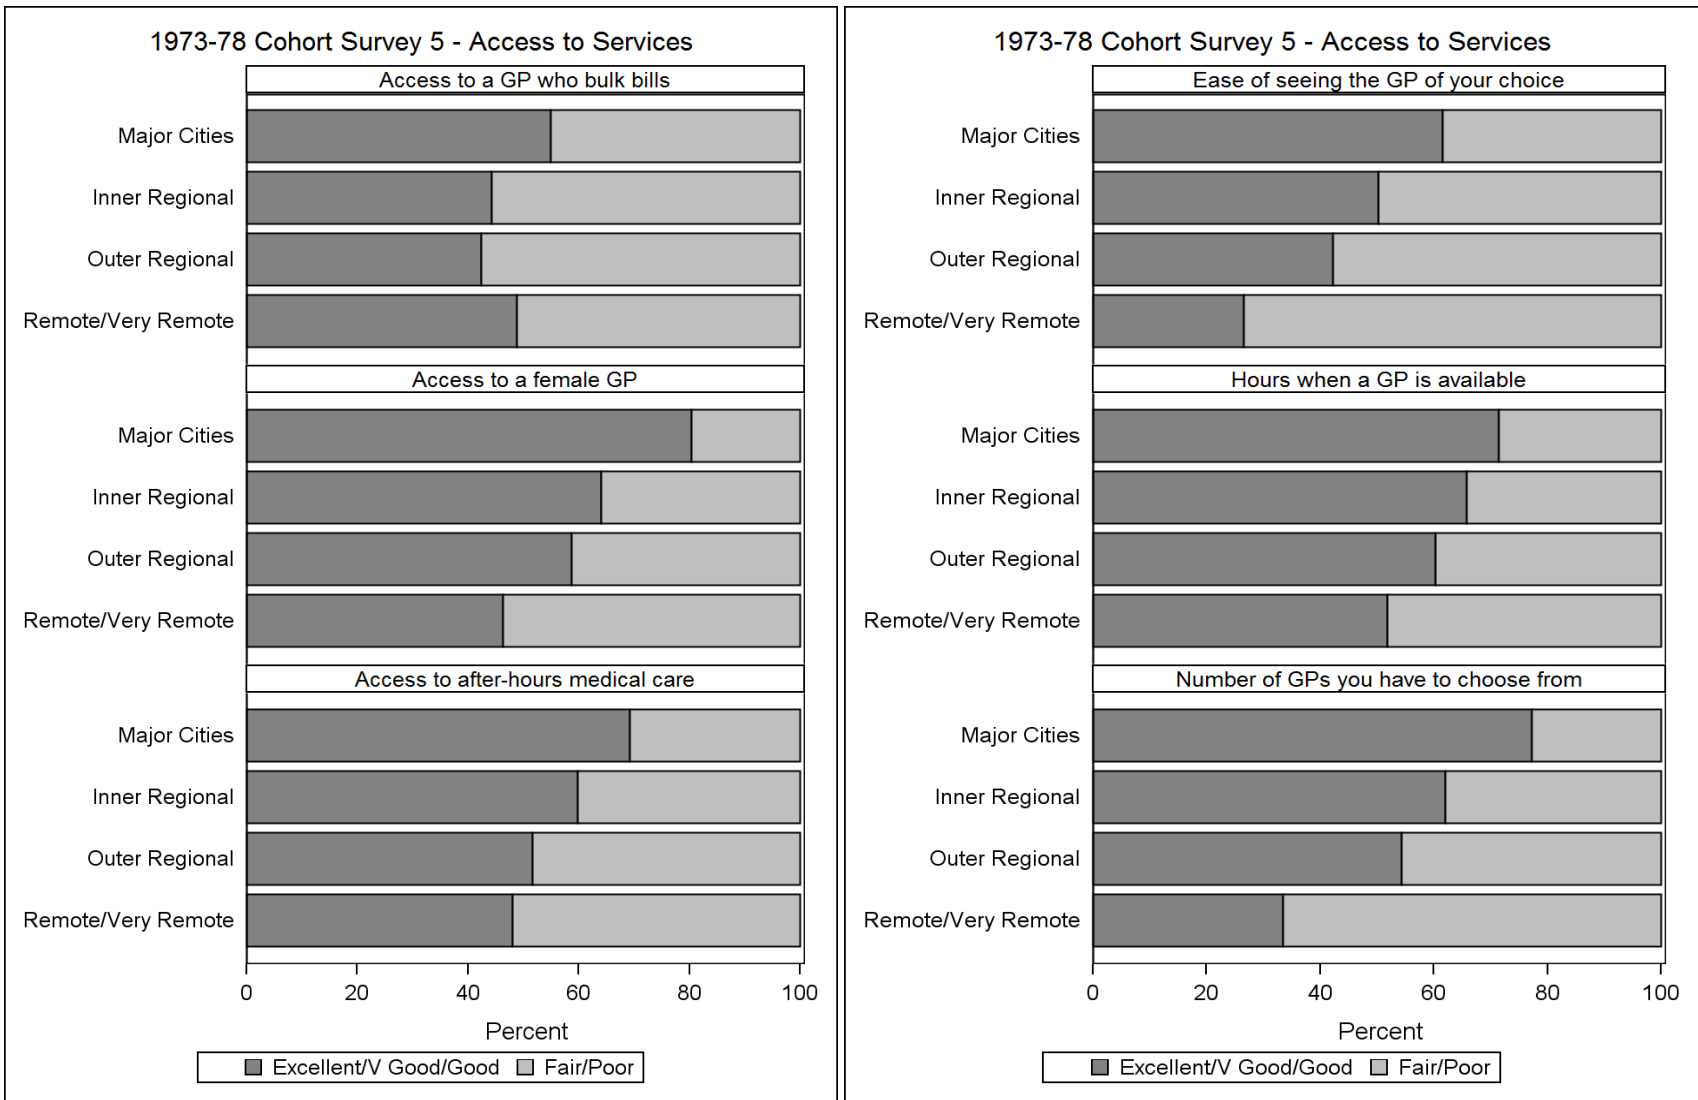 1973-78 Cohort Survey 5 - Access to Services
Access to a GP who bulk bills
Major Cities
Inner Regional
Outer Regional
Remote/Very Remote
Access to a female GP
Major Cities
Inner Regional
Outer Regional
Remote/Very Remote
Access to after-hours medical care
Major Cities
Inner Regional
Outer Regional
Remote/Very Remote
0 20 40 60 80 100
Percent
Excellent/V Good/Good Fair/Poor
1973-78 Cohort Survey 5 - Access to Services
Ease of seeing the GP of your choice
Major Cities
Inner Regional
Outer Regional
Remote/Very Remote
Hours when a GP is available
Major Cities
Inner Regional
Outer Regional
Remote/Very Remote
Number of GPs you have to choose from
Major Cities
Inner Regional
Outer Regional
Remote/Very Remote
0 20 40 60 80 100
Percent
Excellent/V Good/Good Fair/Poor